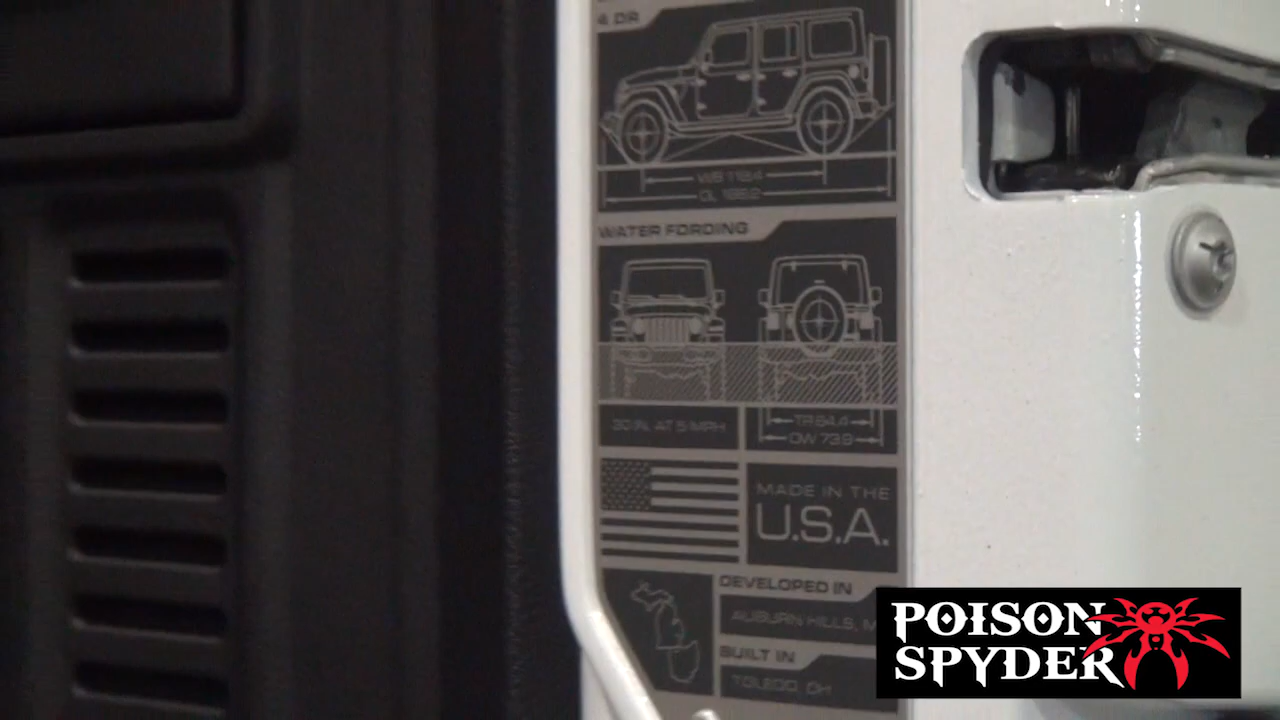 4 DR
WB 118.4
OL 188.2
WATER FORDING
30 IN. AT 5 MPH
TR 64.4
OW 73.9
MADE IN THE
U.S.A.
DEVELOPED IN
AUBURN HILLS, M
BUILT IN
TOLEDO, OH
POISON
SPYDER